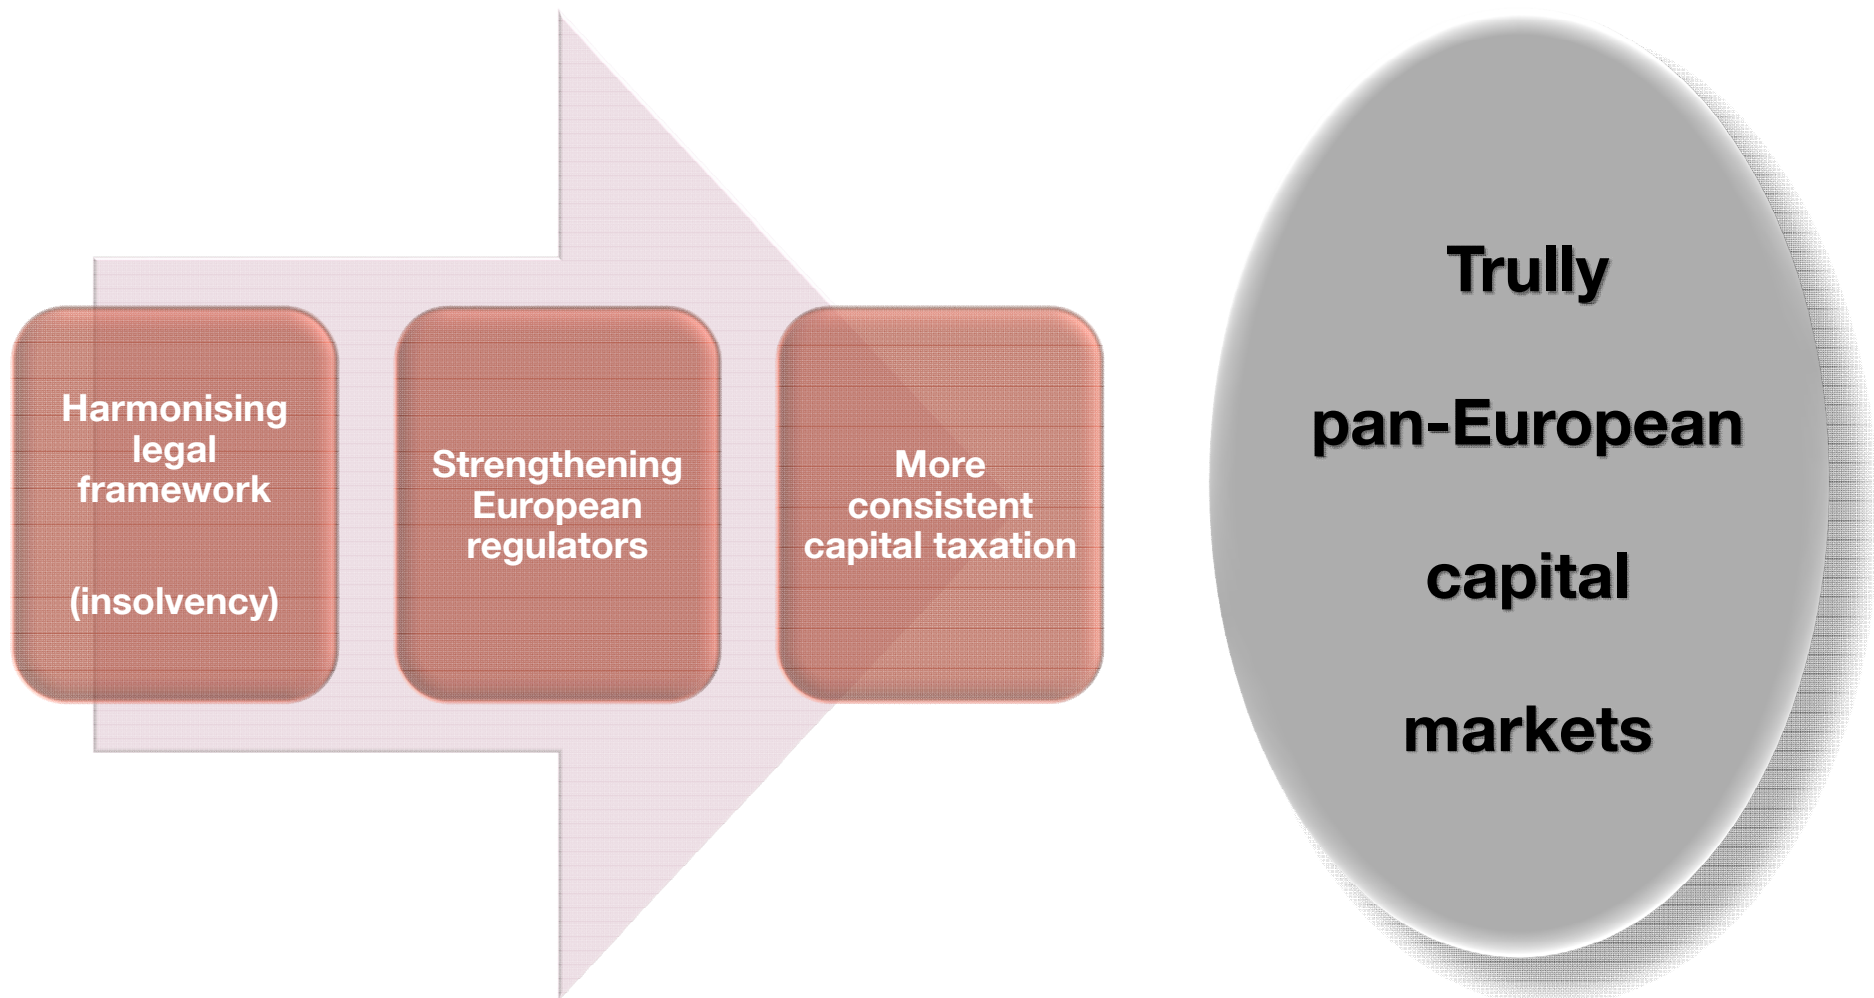 Harmonising
legal
framework
(insolvency)
Strengthening
European
regulators
More
consistent
capital taxation
Trully
pan-European
capital
markets